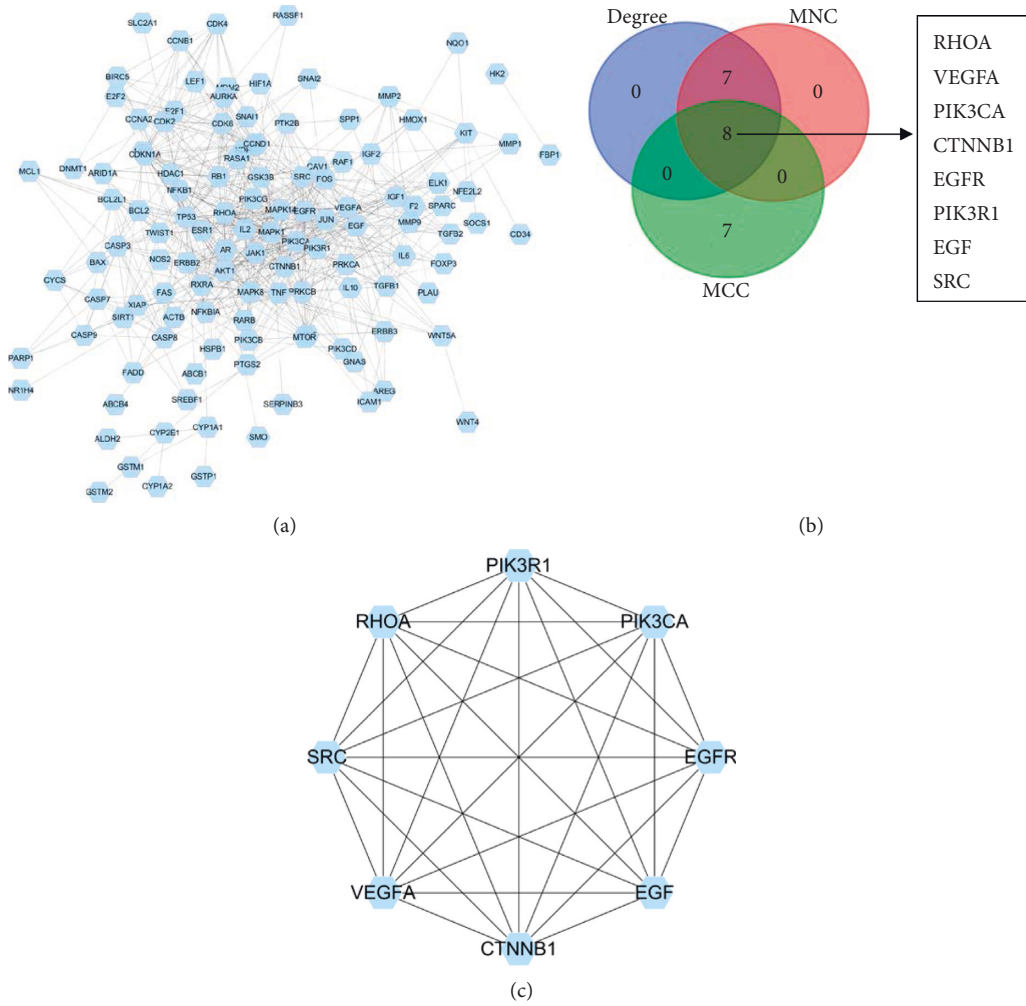 SLC2A1
CDK4
RASSF1
CCNB1
NQO1
HK2
BIRC5
LEF1
HIF1A
SNAI2
E2F2
AURKA
MMP2
E2F1
CCNA2
CDK2
CDK6
SNAI1
PTK2B
SPP1
HMOX1
KIT
MMP1
FBP1
CCND1
CDKN1A
RASA1
MCL1
DNMT1
ARID1A
HDAC1
RB1
GSK3B
SRC
CAV1
RAF1
FOS
IGF2
NFKB1
PIK3CG
ELK1
NFE2L2
BCL2L1
BCL2
TP53
RHOA
MAPK14
EGFR
VEGFA
IGF1
F2
SPARC
SOCS1
CD34
TWIST1
ESR1
IL2
MAPK1
JUN
EGF
MMP9
TGFB2
CASP3
AR
PIK3CA
PIK3R1
BAX
NOS2
ERBB2
JAK1
IL6
FOXP3
CYCS
AKT1
CTNNB1
PRKCA
CASP7
FAS
RXRA
MAPK8
TNF
PRKCB
IL10
TGFB1
PLAU
XIAP
SIRT1
ACTB
NFKBIA
RARB
CASP9
CASP8
PIK3CB
MTOR
ERBB3
WNT5A
PARP1
HSPB1
PIK3CD
GNAS
FADD
ABCB1
PTGS2
NR1H4
AREG
ABCB4
SREBF1
SERPINB3
ICAM1
WNT4
ALDH2
CYP2E1
CYP1A1
SMO
GSTM1
GSTP1
GSTM2
CYP1A2
(a)
Degree
MNC
0
7
0
8
0
0
7
MCC
RHOA
VEGFA
PIK3CA
CTNNB1
EGFR
PIK3R1
EGF
SRC
(b)
PIK3R1
RHOA
PIK3CA
SRC
EGFR
VEGFA
EGF
CTNNB1
(c)